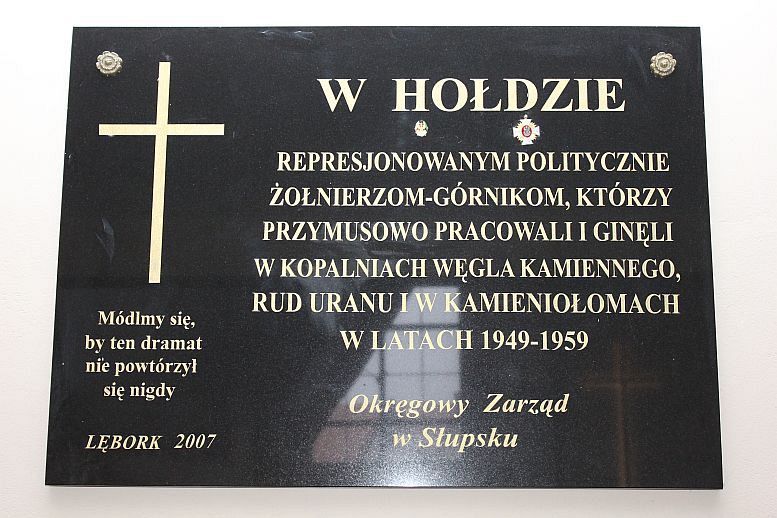 W HOŁDZIE
REPRESJONOWANYM POLITYCZNIE
ŻOŁNIERZOM-GÓRNIKOM, KTÓRZY
PRZYMUSOWO PRACOWALI I GINĘLI
W KOPALNIACH WĘGLA KAMIENNEGO,
RUD URANU I W KAMIENIOŁOMACH
W LATACH 1949-1959
Okręgowy Zarząd
w Słupsku
Módlmy się,
by ten dramat
nie powtórzył
się nigdy
LĘBORK 2007